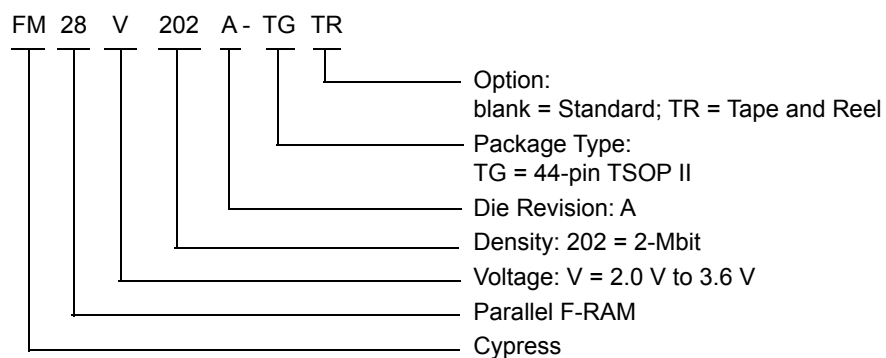 FM 28 V 202 A - TG TR
Option:
blank = Standard; TR = Tape and Reel
Package Type:
TG = 44-pin TSOP II
Die Revision: A
Density: 202 = 2-Mbit
Voltage: V = 2.0 V to 3.6 V
Parallel F-RAM
Cypress